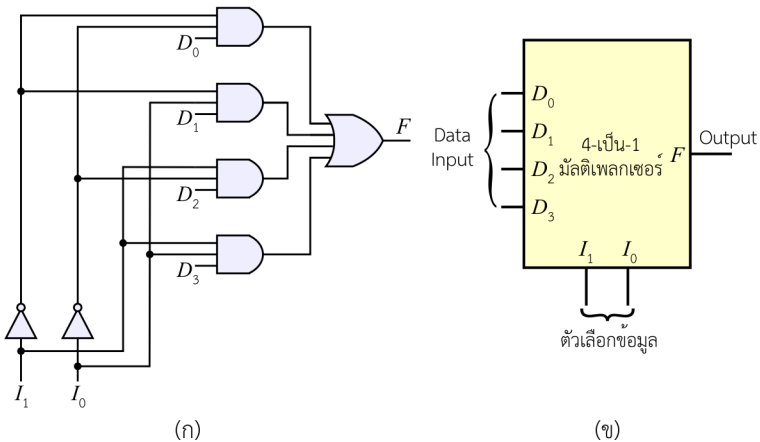 D0
D1
D2
D3
I1 I0
F
(ก)
Data
Input
D0
D1
D2
D3
4-เป็น-1
มัลติเพลกเซอร์
F
Output
I1 I0
ตัวเลือกข้อมูล
(ข)